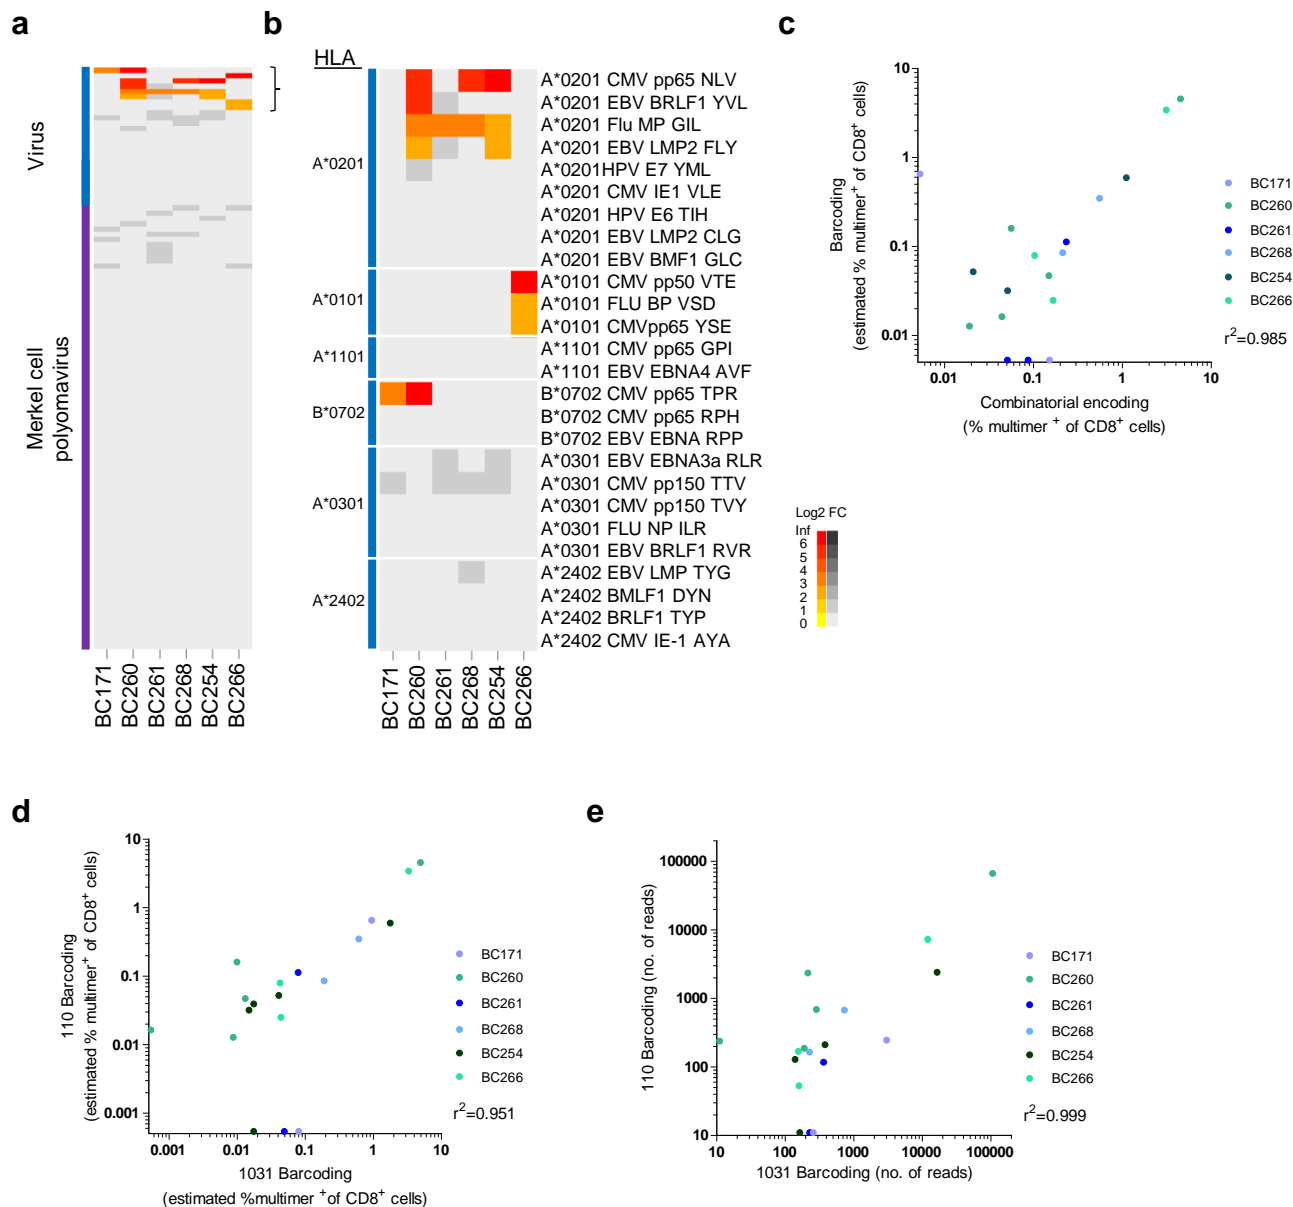 a
Virus
Merkel cell
polyomavirus
BC171
BC260
BC261
BC268
BC254
BC266
b
HLA
A*0201
A*0101
A*1101
B*0702
A*0301
A*2402
A*0201 CMV pp65 NLV
A*0201 EBV BRLF1 YVL
A*0201 Flu MP GIL
A*0201 EBV LMP2 FLY
A*0201HPV E7 YML
A*0201 CMV IE1 VLE
A*0201 HPV E6 TIH
A*0201 EBV LMP2 CLG
A*0201 EBV BMF1 GLC
A*0101 CMV pp50 VTE
A*0101 FLU BP VSD
A*0101 CMVpp65 YSE
A*1101 CMV pp65 GPI
A*1101 EBV EBNA4 AVF
B*0702 CMV pp65 TPR
B*0702 CMV pp65 RPH
B*0702 EBV EBNA RPP
A*0301 EBV EBNA3a RLR
A*0301 CMV pp150 TTV
A*0301 CMV pp150 TVY
A*0301 FLU NP ILR
A*0301 EBV BRLF1 RVR
A*2402 EBV LMP TYG
A*2402 BMLF1 DYN
A*2402 BRLF1 TYP
A*2402 CMV IE-1 AYA
BC171
BC260
BC261
BC268
BC254
BC266
c
Barcoding
(estimated % multimer⁺ of CD8⁺ cells)
10
1
0.1
0.01
0.01
0.1
1
10
Combinatorial encoding
(% multimer ⁺ of CD8⁺ cells)
BC171
BC260
BC261
BC268
BC254
BC266
r²=0.985
Log2 FC
Inf
6
5
4
3
2
1
0
d
110 Barcoding
(estimated % multimer⁺ of CD8⁺ cells)
10
1
0.1
0.01
0.001
0.001
0.01
0.1
1
10
1031 Barcoding
(estimated %multimer ⁺of CD8⁺ cells)
BC171
BC260
BC261
BC268
BC254
BC266
r²=0.951
e
110 Barcoding (no. of reads)
100000
10000
1000
100
10
10
100
1000
10000
100000
1031 Barcoding (no. of reads)
BC171
BC260
BC261
BC268
BC254
BC266
r²=0.999